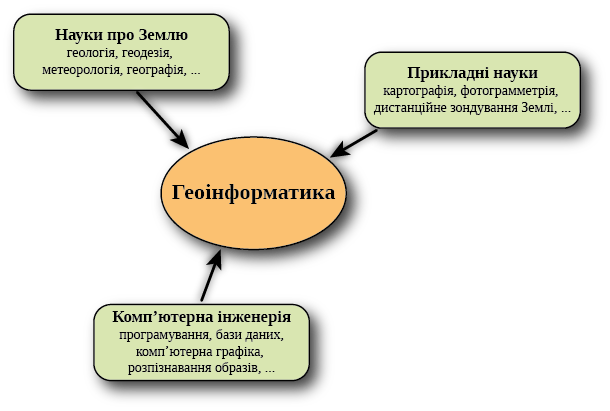 Науки про Землю
геологія, геодезія,
метеорологія, географія, ...
Прикладні науки
картографія, фотограмметрія,
дистанційне зондування Землі, ...
Геоінформатика
Комп’ютерна інженерія
програмування, бази даних,
комп’ютерна графіка,
розпізнавання образів, ...